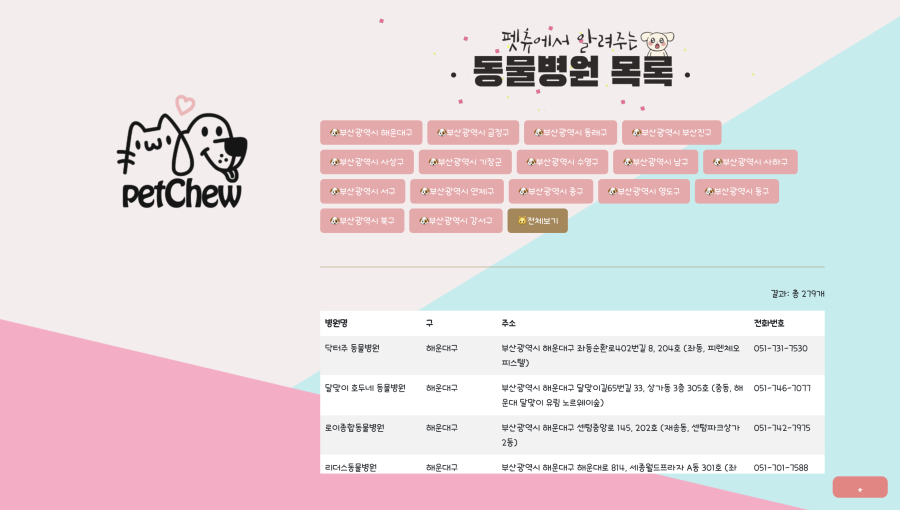 펫츄에서 알려주는
동물병원 목록
petChew
부산광역시 해운대구 부산광역시 금정구 부산광역시 동래구 부산광역시 부산진구
부산광역시 사상구 부산광역시 기장군 부산광역시 수영구 부산광역시 남구 부산광역시 사하구
부산광역시 서구 부산광역시 연제구 부산광역시 중구 부산광역시 영도구 부산광역시 동구
부산광역시 북구 부산광역시 강서구 전체보기
결과: 총 279개
병원명 구 주소 전화번호
닥터주 동물병원 해운대구 부산광역시 해운대구 좌동순환로402번길 8, 204호 (좌동, 피렌체오 051-731-7530
피스텔)
달맞이 호두네 동물병원 해운대구 부산광역시 해운대구 달맞이길65번길 33, 상가동 3층 305호 (중동, 해 051-746-7077
운대 달맞이 유림 노르웨이숲)
로이종합동물병원 해운대구 부산광역시 해운대구 센텀중앙로 145, 202호 (재송동, 센텀파크상가 051-742-7975
2동)
리더스동물병원 해운대구 부산광역시 해운대구 해운대로 814, 세종월드프라자 A동 301호 (좌 051-701-7588